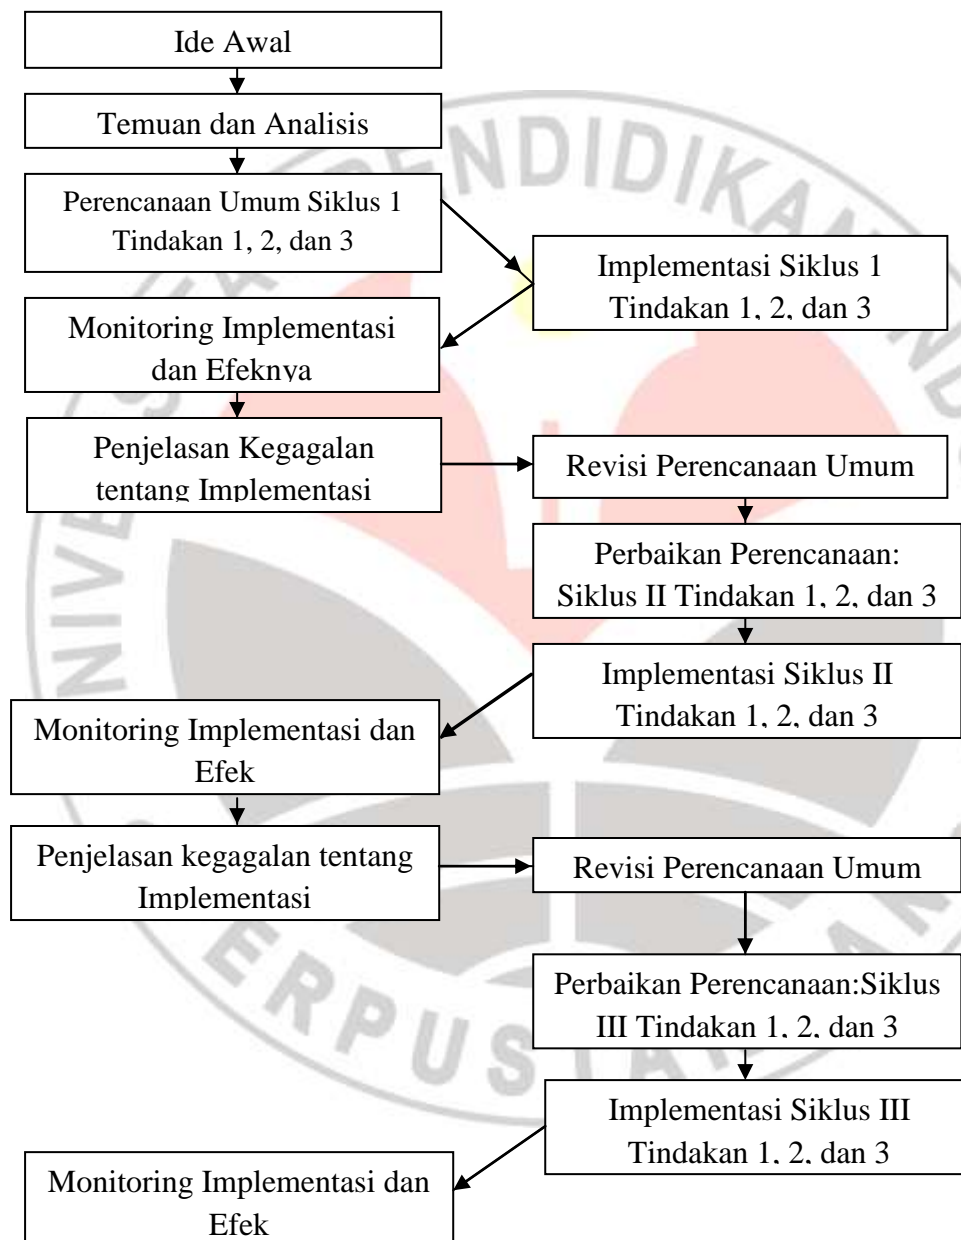 Ide Awal
Temuan dan Analisis
Perencanaan Umum Siklus 1
Tindakan 1, 2, dan 3
Implementasi Siklus 1
Tindakan 1, 2, dan 3
Monitoring Implementasi
dan Efeknya
Penjelasan Kegagalan
tentang Implementasi
Revisi Perencanaan Umum
Perbaikan Perencanaan:
Siklus II Tindakan 1, 2, dan 3
Implementasi Siklus II
Tindakan 1, 2, dan 3
Monitoring Implementasi dan
Efek
Penjelasan kegagalan tentang
Implementasi
Revisi Perencanaan Umum
Perbaikan Perencanaan:Siklus
III Tindakan 1, 2, dan 3
Implementasi Siklus III
Tindakan 1, 2, dan 3
Monitoring Implementasi dan
Efek